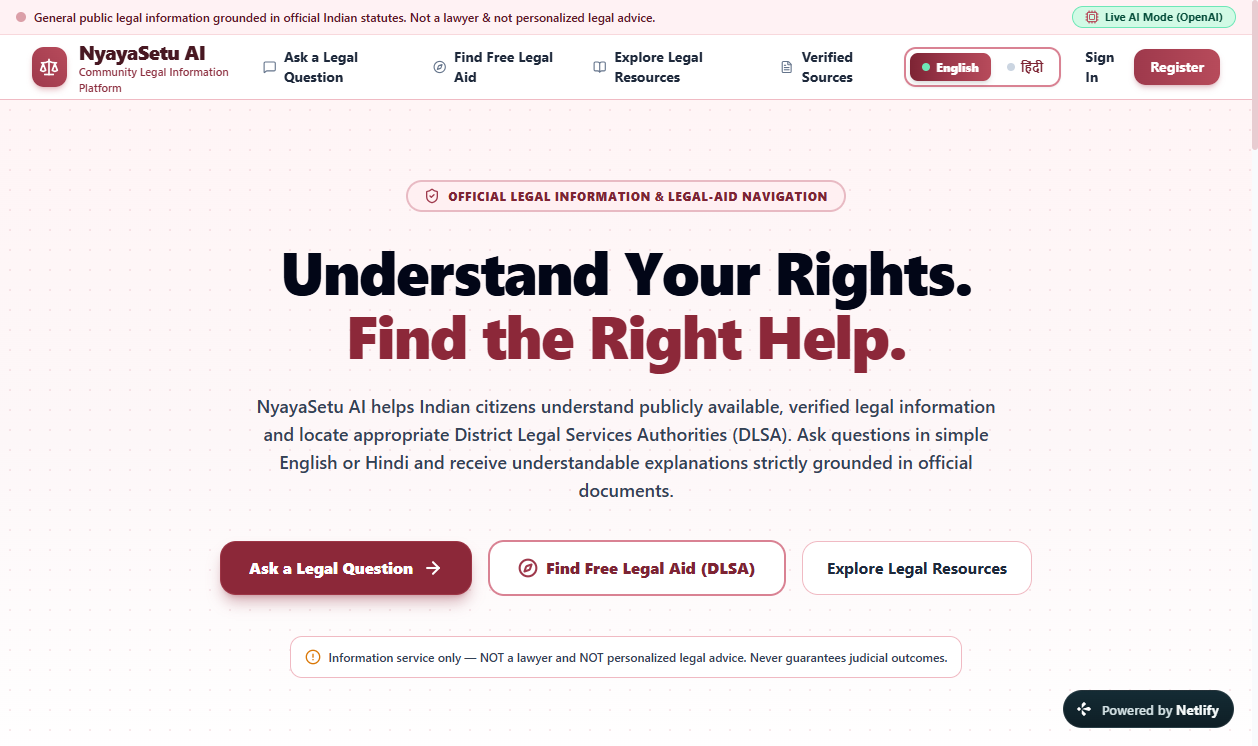 General public legal information grounded in official Indian statutes. Not a lawyer & not personalized legal advice.
Live AI Mode (OpenAI)
NyayaSetu AI
Community Legal Information
Platform
Ask a Legal
Question
Find Free Legal
Aid
Explore Legal
Resources
Verified
Sources
English
हिंदी
Sign
In
Register
OFFICIAL LEGAL INFORMATION & LEGAL-AID NAVIGATION
Understand Your Rights.
Find the Right Help.
NyayaSetu AI helps Indian citizens understand publicly available, verified legal information
and locate appropriate District Legal Services Authorities (DLSA). Ask questions in simple
English or Hindi and receive understandable explanations strictly grounded in official
documents.
Ask a Legal Question
Find Free Legal Aid (DLSA)
Explore Legal Resources
Information service only — NOT a lawyer and NOT personalized legal advice. Never guarantees judicial outcomes.
Powered by Netlify